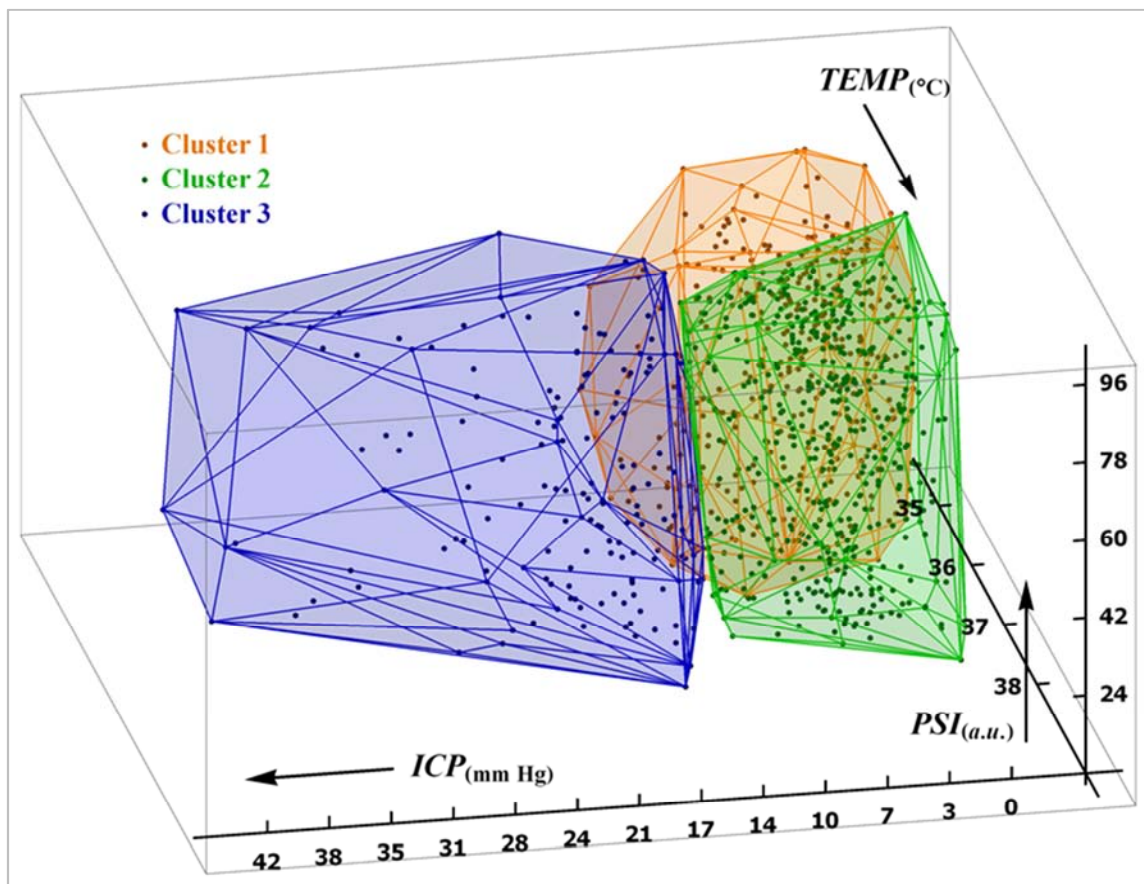 TEMP(°C)
Cluster 1
Cluster 2
Cluster 3
96
78
60
42
24
35
36
37
38
PSI(a.u.)
ICP(mm Hg)
42 38 35 31 28 24 21 17 14 10 7 3 0